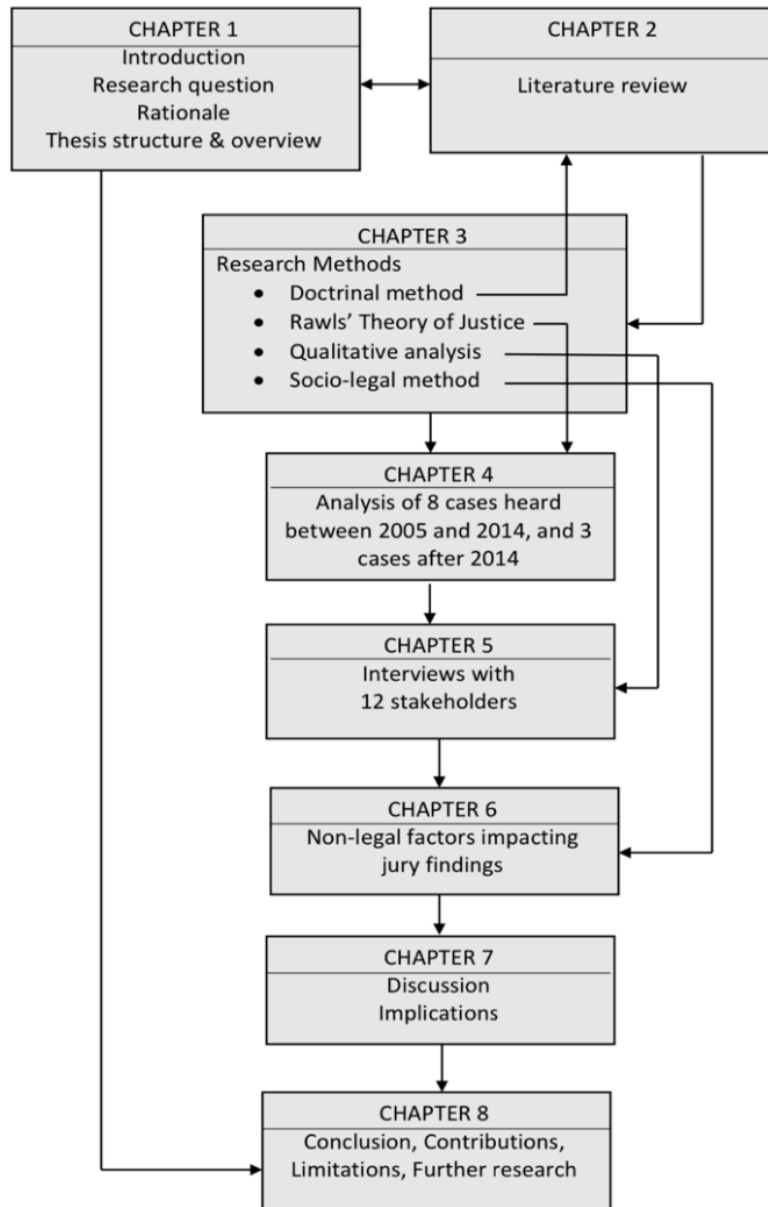 CHAPTER 1
Introduction
Research question
Rationale
Thesis structure & overview
CHAPTER 2
Literature review
CHAPTER 3
Research Methods
• Doctrinal method
• Rawls’ Theory of Justice
• Qualitative analysis
• Socio-legal method
CHAPTER 4
Analysis of 8 cases heard
between 2005 and 2014, and 3
cases after 2014
CHAPTER 5
Interviews with
12 stakeholders
CHAPTER 6
Non-legal factors impacting
jury findings
CHAPTER 7
Discussion
Implications
CHAPTER 8
Conclusion, Contributions,
Limitations, Further research